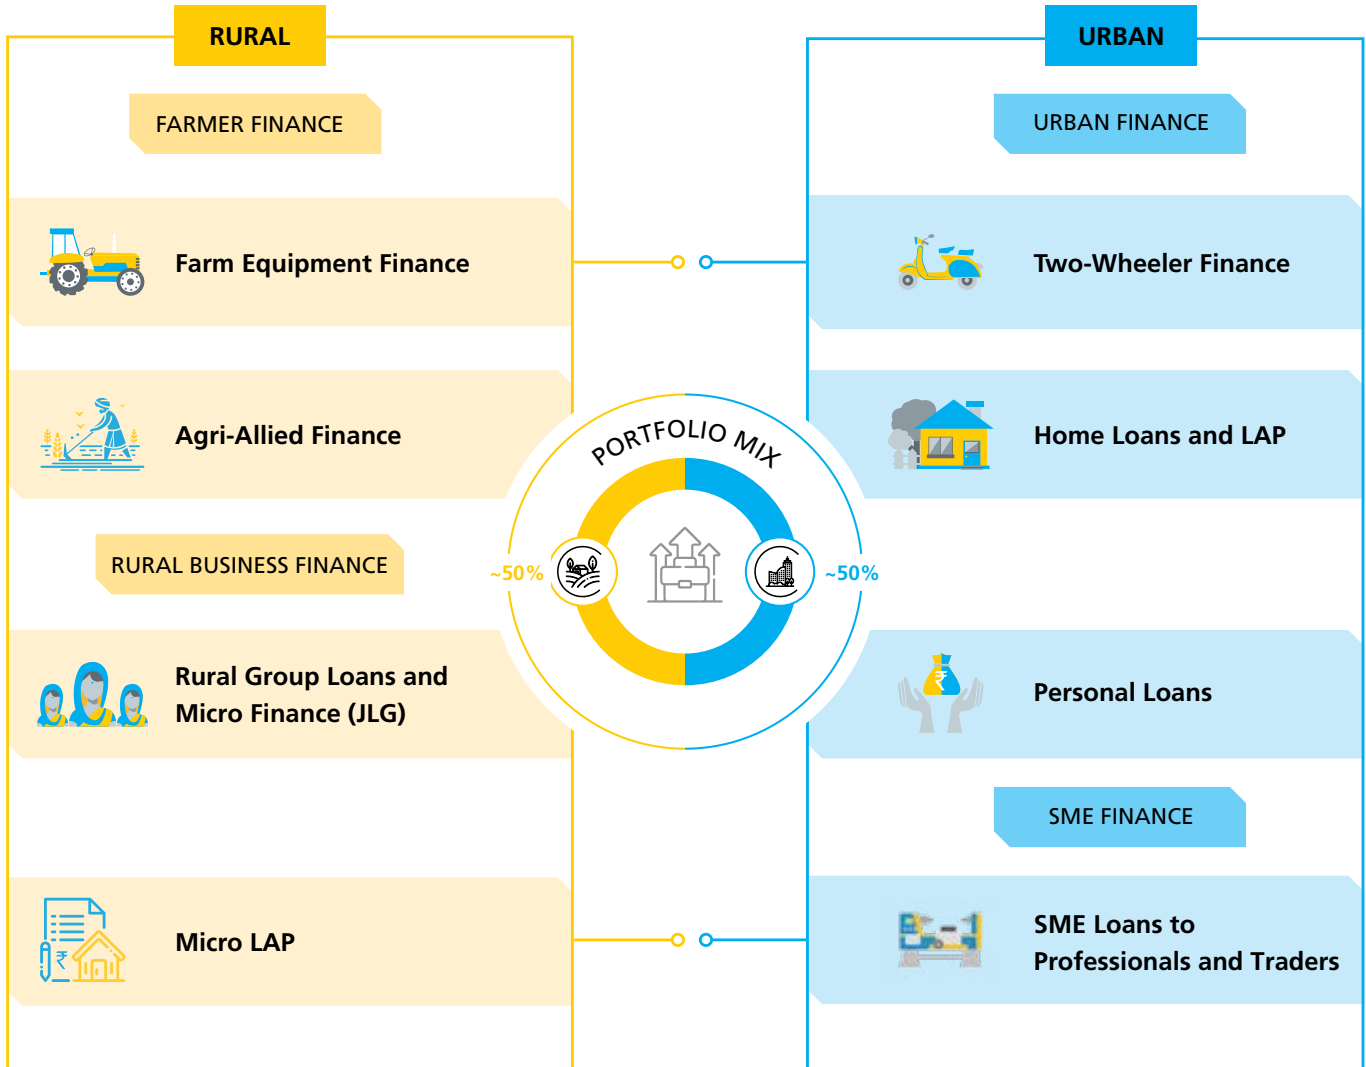 RURAL
FARMER FINANCE
Farm Equipment Finance
Agri-Allied Finance
RURAL BUSINESS FINANCE
Rural Group Loans and
Micro Finance (JLG)
₹
Micro LAP
PORTFOLIO MIX
~50%
~50%
URBAN
URBAN FINANCE
Two-Wheeler Finance
Home Loans and LAP
₹
Personal Loans
SME FINANCE
SME Loans to
Professionals and Traders